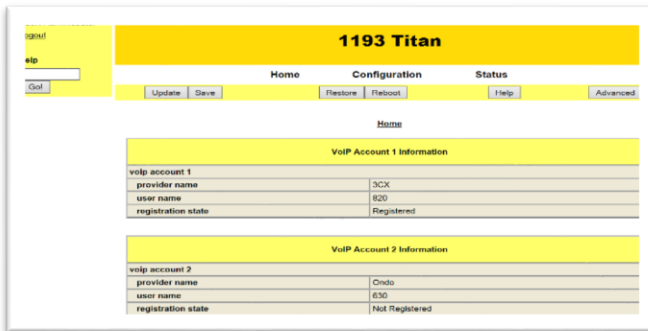 ogout
elp
Go!
1193 Titan
Home Configuration Status
Update Save Restore Reboot Help Advanced
Home
VoIP Account 1 Information
voip account 1
provider name 3CX
user name 820
registration state Registered
VoIP Account 2 Information
voip account 2
provider name Ondo
user name 630
registration state Not Registered